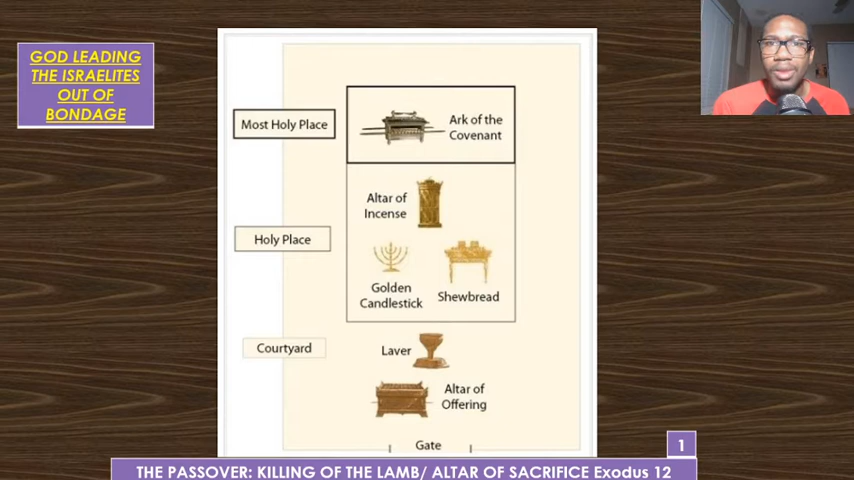 GOD LEADING
THE ISRAELITES
OUT OF
BONDAGE
Most Holy Place
Ark of the
Covenant
Altar of
Incense
Holy Place
Golden
Candlestick
Shewbread
Courtyard
Laver
Altar of
Offering
Gate
1
THE PASSOVER: KILLING OF THE LAMB/ ALTAR OF SACRIFICE Exodus 12